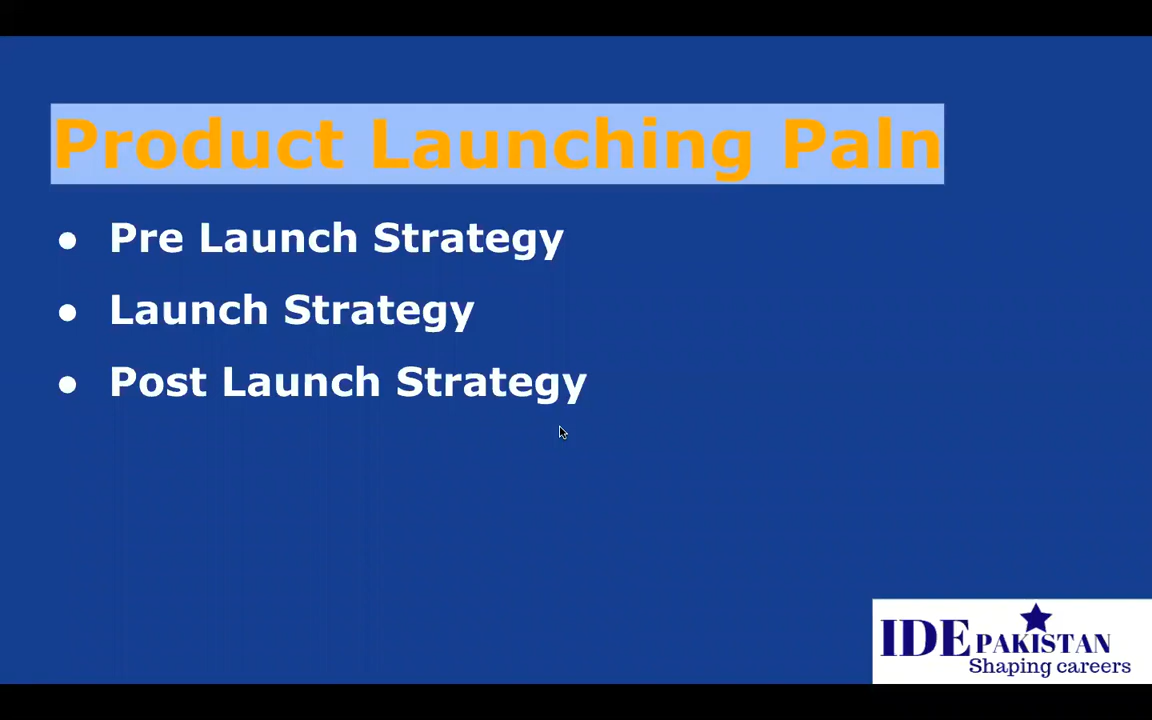 Product Launching Paln
● Pre Launch Strategy
● Launch Strategy
● Post Launch Strategy
IDE PAKISTAN
Shaping careers